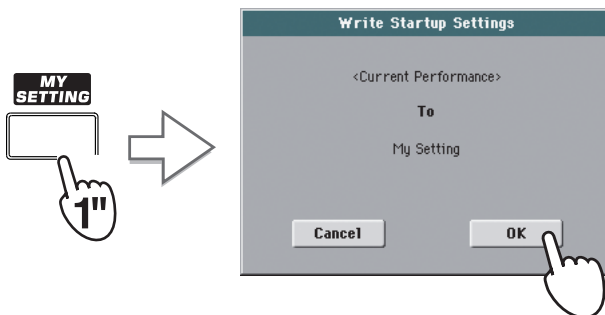 MY
SETTING
1"
Write Startup Settings
<Current Performance>
To
My Setting
Cancel
OK